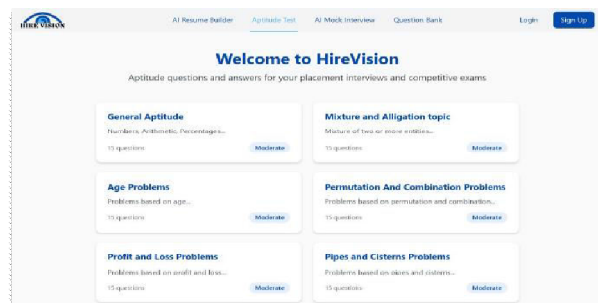 HIRE VISION
AI Resume Builder Aptitude Test AI Mock Interview Question Bank Login Sign Up
Welcome to HireVision
Aptitude questions and answers for your placement interviews and competitive exams
General Aptitude
Numbers, Arithmetic, Percentages...
15 questions Moderate
Mixture and Alligation topic
Mixture of two or more entities...
15 questions Moderate
Age Problems
Problems based on age...
15 questions Moderate
Permutation And Combination Problems
Problems based on permutation and combination...
15 questions Moderate
Profit and Loss Problems
Problems based on profit and loss...
15 questions Moderate
Pipes and Cisterns Problems
Problems based on pipes and cisterns...
15 questions Moderate